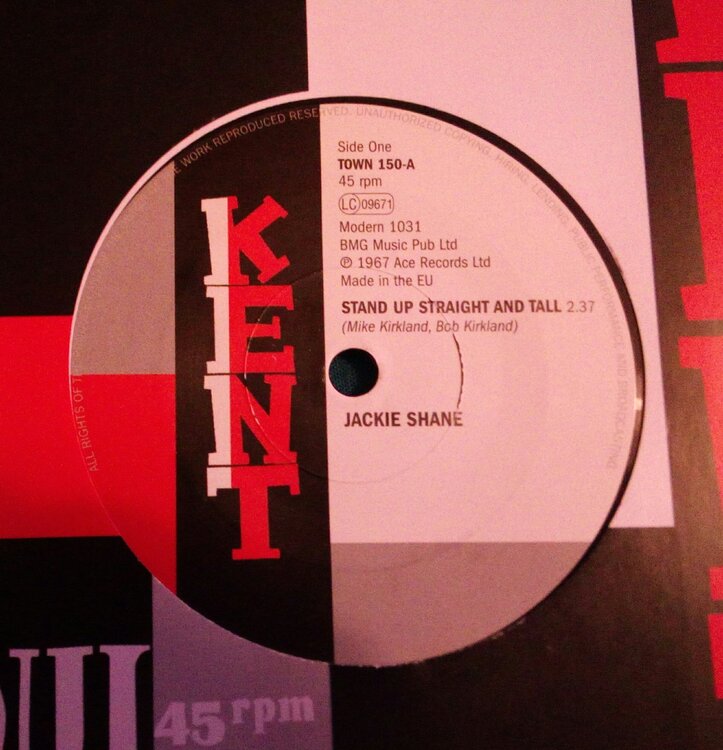 ALL RIGHTS OF T
E WORK REPRODUCED RESERVED. UNAUTHORIZED COPYING, HIRING, LENDING, PUBLIC PERFORMANCE AND BROADCASTING
Side One
TOWN 150-A
45 rpm
LC 09671
Modern 1031
BMG Music Pub Ltd
℗ 1967 Ace Records Ltd
Made in the EU
STAND UP STRAIGHT AND TALL 2.37
(Mike Kirkland, Bob Kirkland)
JACKIE SHANE
KENT
45 rpm